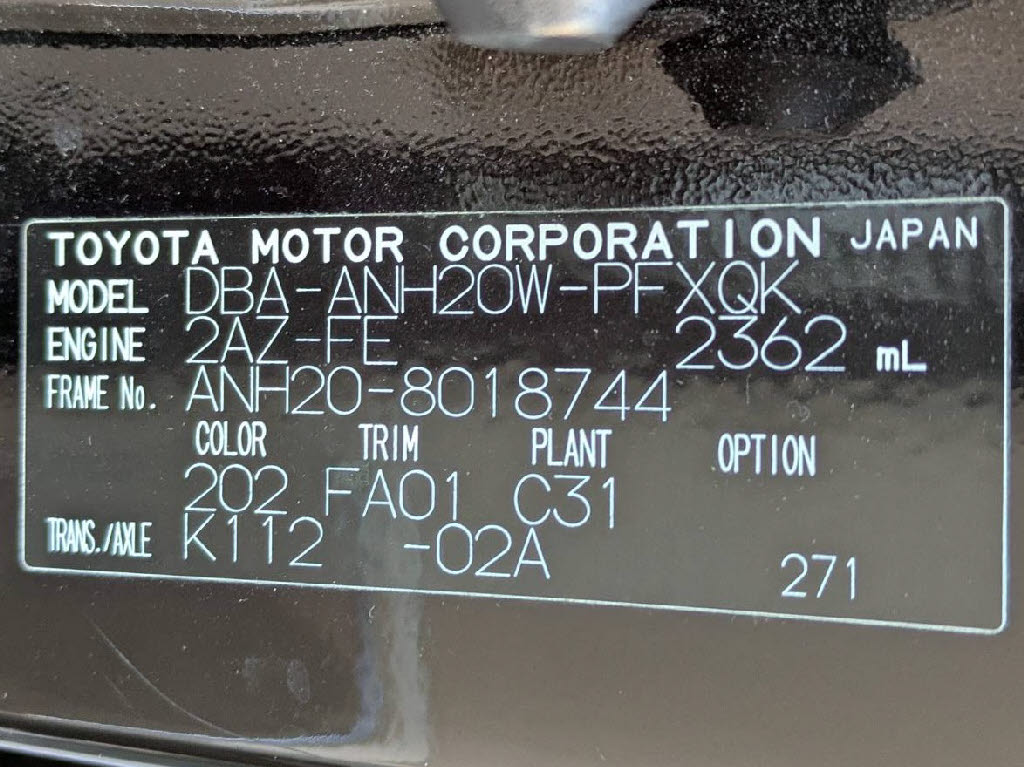 TOYOTA MOTOR CORPORATION JAPAN
MODEL DBA-ANH20W-PFXQK
ENGINE 2AZ-FE 2362 mL
FRAME No. ANH20-8018744
COLOR TRIM PLANT OPTION
202 FA01 C31
TRANS./AXLE K112 -02A 271